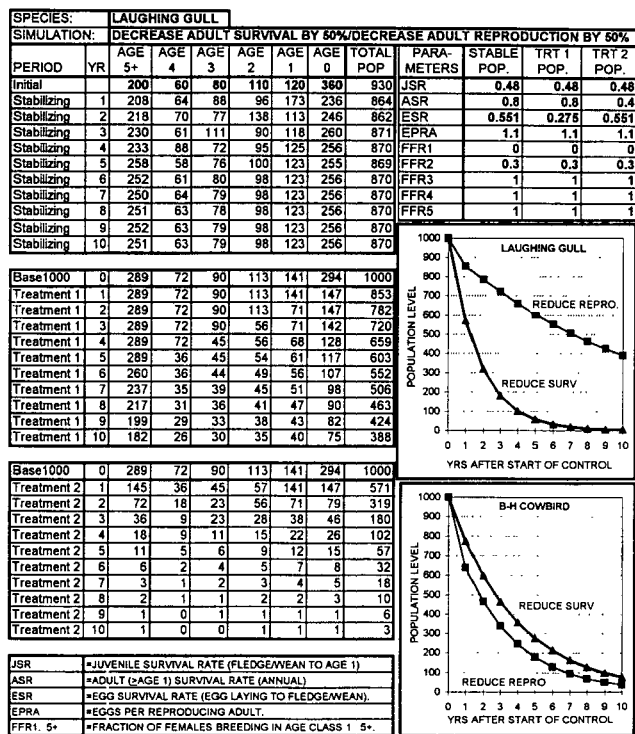 SPECIES: LAUGHING GULL
SIMULATION: DECREASE ADULT SURVIVAL BY 50%/DECREASE ADULT REPRODUCTION BY 50%
AGE AGE AGE AGE AGE AGE TOTAL
PERIOD YR 5+ 4 3 2 1 0 POP
Initial 200 60 80 110 120 360 930
Stabilizing 1 208 64 88 96 173 236 864
Stabilizing 2 218 70 77 138 113 246 862
Stabilizing 3 230 61 111 90 118 260 871
Stabilizing 4 233 88 72 95 125 256 870
Stabilizing 5 258 58 76 100 123 255 869
Stabilizing 6 252 61 80 98 123 256 870
Stabilizing 7 250 64 79 98 123 256 870
Stabilizing 8 251 63 78 98 123 256 870
Stabilizing 9 252 63 79 98 123 256 870
Stabilizing 10 251 63 79 98 123 256 870
PARA- STABLE TRT 1 TRT 2
METERS POP. POP. POP.
JSR 0.48 0.48 0.48
ASR 0.8 0.8 0.4
ESR 0.551 0.275 0.551
EPRA 1.1 1.1 1.1
FFR1 0 0 0
FFR2 0.3 0.3 0.3
FFR3 1 1 1
FFR4 1 1 1
FFR5 1 1 1
Base1000 0 289 72 90 113 141 294 1000
Treatment 1 1 289 72 90 113 141 147 853
Treatment 1 2 289 72 90 113 71 147 782
Treatment 1 3 289 72 90 56 71 142 720
Treatment 1 4 289 72 45 56 68 128 659
Treatment 1 5 289 36 45 54 61 117 603
Treatment 1 6 260 36 44 49 56 107 552
Treatment 1 7 237 35 39 45 51 98 506
Treatment 1 8 217 31 36 41 47 90 463
Treatment 1 9 199 29 33 38 43 82 424
Treatment 1 10 182 26 30 35 40 75 388
Base1000 0 289 72 90 113 141 294 1000
Treatment 2 1 145 36 45 57 141 147 571
Treatment 2 2 72 18 23 56 71 79 319
Treatment 2 3 36 9 23 28 38 46 180
Treatment 2 4 18 9 11 15 22 26 102
Treatment 2 5 11 5 6 9 12 15 57
Treatment 2 6 6 2 4 5 7 8 32
Treatment 2 7 3 1 2 3 4 5 18
Treatment 2 8 2 1 1 2 2 3 10
Treatment 2 9 1 0 1 1 1 1 6
Treatment 2 10 1 0 0 1 1 1 3
JSR =JUVENILE SURVIVAL RATE (FLEDGE/WEAN TO AGE 1)
ASR =ADULT (≥AGE 1) SURVIVAL RATE (ANNUAL)
ESR =EGG SURVIVAL RATE (EGG LAYING TO FLEDGE/WEAN).
EPRA =EGGS PER REPRODUCING ADULT.
FFR1. 5+ =FRACTION OF FEMALES BREEDING IN AGE CLASS 1 5+.
LAUGHING GULL
POPULATION LEVEL
1000
900
800
700
600
500
400
300
200
100
0
REDUCE REPRO.
REDUCE SURV
0 1 2 3 4 5 6 7 8 9 10
YRS AFTER START OF CONTROL
B-H COWBIRD
POPULATION LEVEL
1000
900
800
700
600
500
400
300
200
100
0
REDUCE SURV
REDUCE REPRO
0 1 2 3 4 5 6 7 8 9 10
YRS AFTER START OF CONTROL